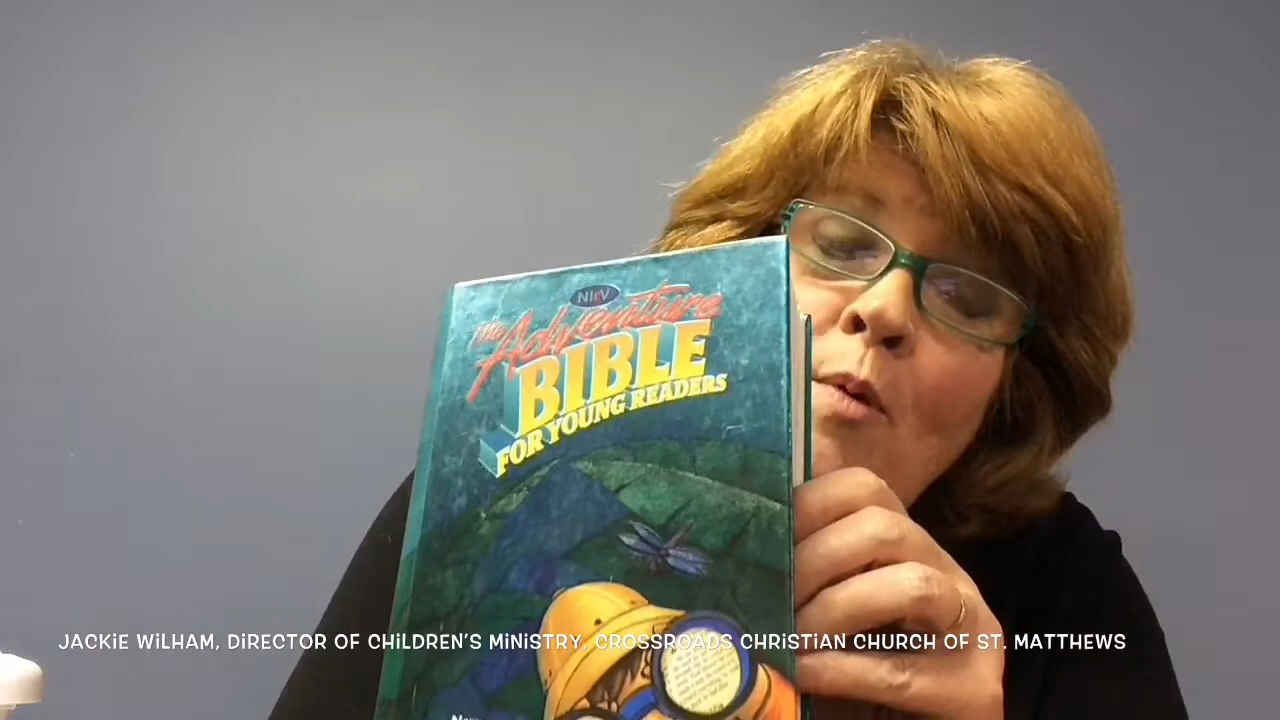 NIrV
The Adventure
BIBLE
FOR YOUNG READERS
JACKIE WILHAM, DIRECTOR OF CHILDREN'S MINISTRY, CROSSROADS CHRISTIAN CHURCH OF ST. MATTHEWS